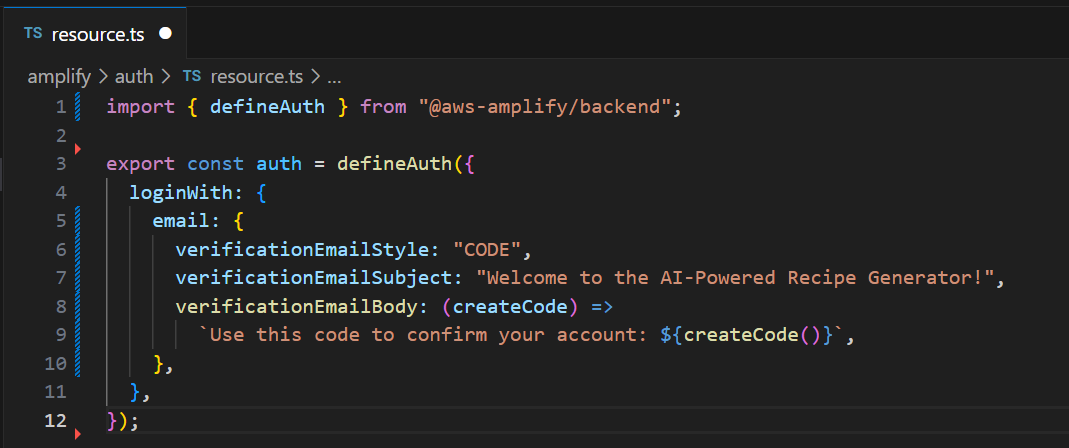 TS resource.ts
amplify > auth > TS resource.ts > ...
1 import { defineAuth } from "@aws-amplify/backend";
2
3 export const auth = defineAuth({
4   loginWith: {
5     email: {
6       verificationEmailStyle: "CODE",
7       verificationEmailSubject: "Welcome to the AI-Powered Recipe Generator!",
8       verificationEmailBody: (createCode) =>
9         `Use this code to confirm your account: ${createCode()}`,
10     },
11   },
12 });